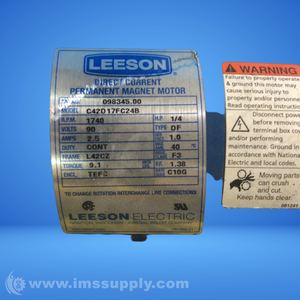 LEESON
DIRECT CURRENT
PERMANENT MAGNET MOTOR
CAT. NO. 098345.00
MODEL C42D17FC24B
R.P.M. 1740 H.P. 1/4
VOLTS 90 TYPE DF
AMPS 2.5 1.0
DUTY CONT 40 °C
FRAME L42CZ F3
TORQUE 9.1 F.F. 1.38
ENCL. TEFC C10G
TO CHANGE ROTATION INTERCHANGE LINE CONNECTIONS
LEESON ELECTRIC
WARNING
Failure to properly operate
& ground this motor may
cause serious injury to
property and/or personnel
Read operating instructions
Disconnect power
before removing
terminal box cover
and/or performing
maintenance. Ground in
accordance with National
Electric and local codes.
Moving parts
can crush
and cut.
Keep hands clear.
081241
© www.imssupply.com